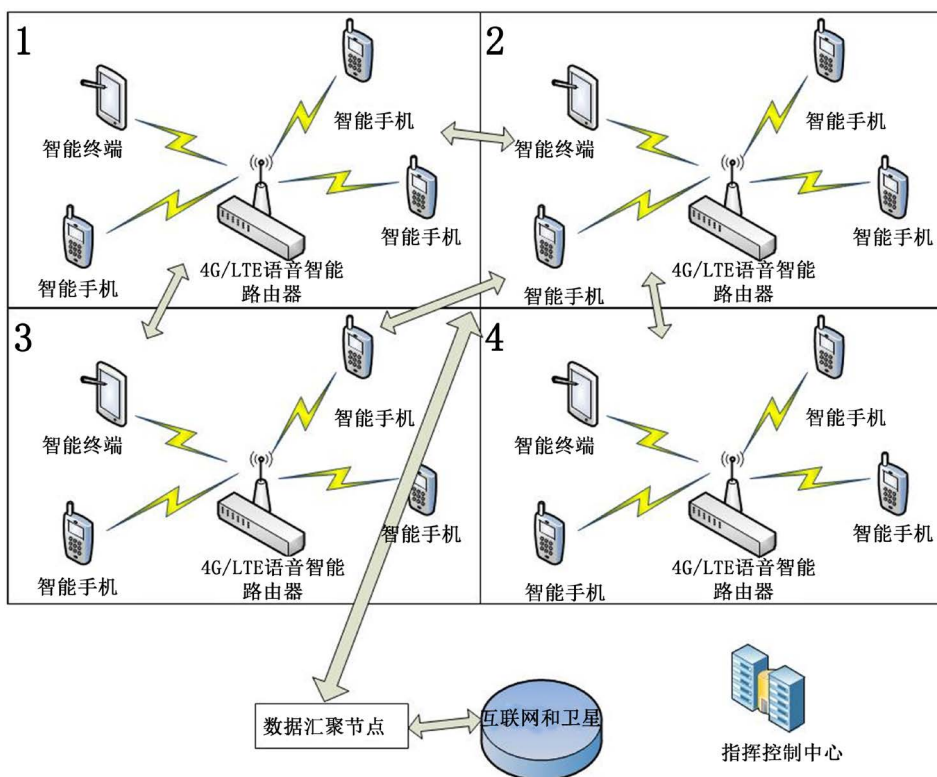 1
智能终端
智能手机
智能手机
智能手机
4G/LTE语音智能
路由器
2
智能终端
智能手机
智能手机
智能手机
4G/LTE语音智能
路由器
3
智能终端
智能手机
智能手机
智能手机
4G/LTE语音智能
路由器
4
智能终端
智能手机
智能手机
智能手机
4G/LTE语音智能
路由器
数据汇聚节点
互联网和卫星
指挥控制中心